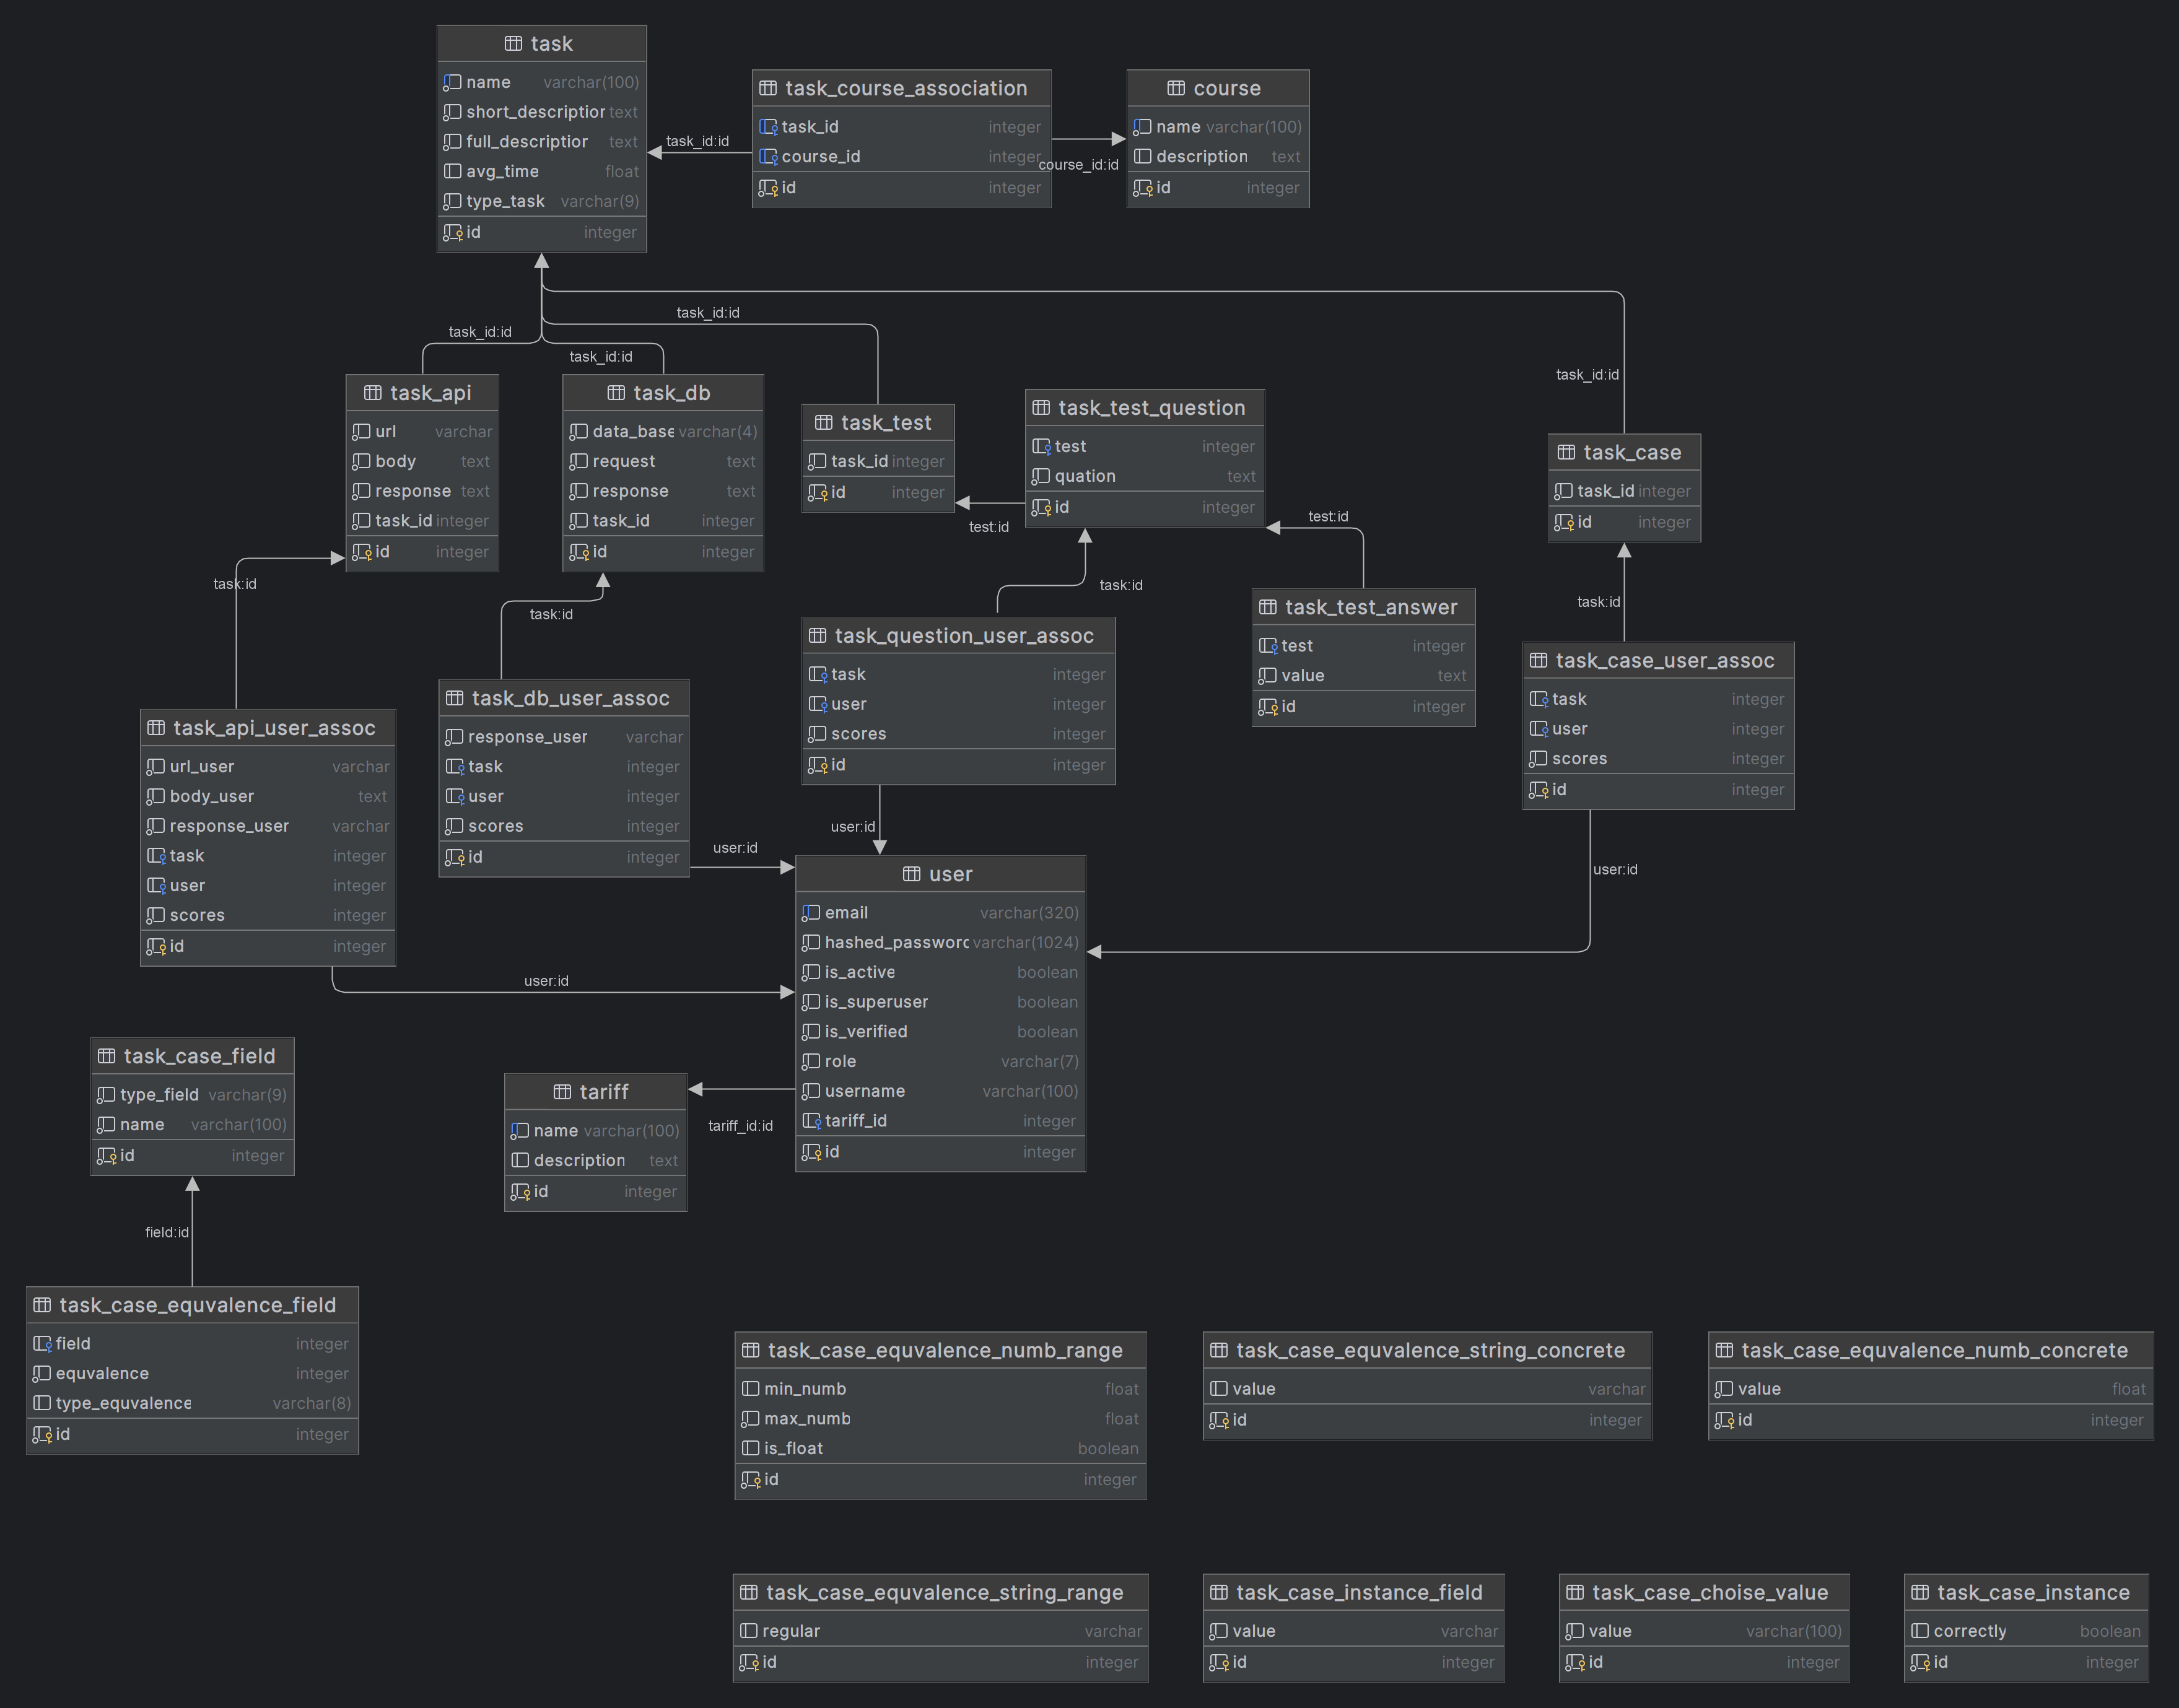 task
name varchar(100)
short_description text
full_description text
avg_time float
type_task varchar(9)
id integer
task_course_association
task_id integer
course_id integer
id integer
course
name varchar(100)
description text
id integer
task_id:id
course_id:id
task_id:id
task_id:id
task_id:id
task_id:id
task_api
url varchar
body text
response text
task_id integer
id integer
task_db
data_base varchar(4)
request text
response text
task_id integer
id integer
task_test
task_id integer
id integer
task_test_question
test integer
quation text
id integer
task_case
task_id integer
id integer
test:id
test:id
task:id
task:id
task:id
task:id
task_test_answer
test integer
value text
id integer
task_question_user_assoc
task integer
user integer
scores integer
id integer
task_case_user_assoc
task integer
user integer
scores integer
id integer
task_db_user_assoc
response_user varchar
task integer
user integer
scores integer
id integer
task_api_user_assoc
url_user varchar
body_user text
response_user varchar
task integer
user integer
scores integer
id integer
user:id
user:id
user:id
user:id
user
email varchar(320)
hashed_password varchar(1024)
is_active boolean
is_superuser boolean
is_verified boolean
role varchar(7)
username varchar(100)
tariff_id integer
id integer
task_case_field
type_field varchar(9)
name varchar(100)
id integer
tariff
name varchar(100)
description text
id integer
tariff_id:id
field:id
task_case_equvalence_field
field integer
equvalence integer
type_equvalence varchar(8)
id integer
task_case_equvalence_numb_range
min_numb float
max_numb float
is_float boolean
id integer
task_case_equvalence_string_concrete
value varchar
id integer
task_case_equvalence_numb_concrete
value float
id integer
task_case_equvalence_string_range
regular varchar
id integer
task_case_instance_field
value varchar
id integer
task_case_choise_value
value varchar(100)
id integer
task_case_instance
correctly boolean
id integer